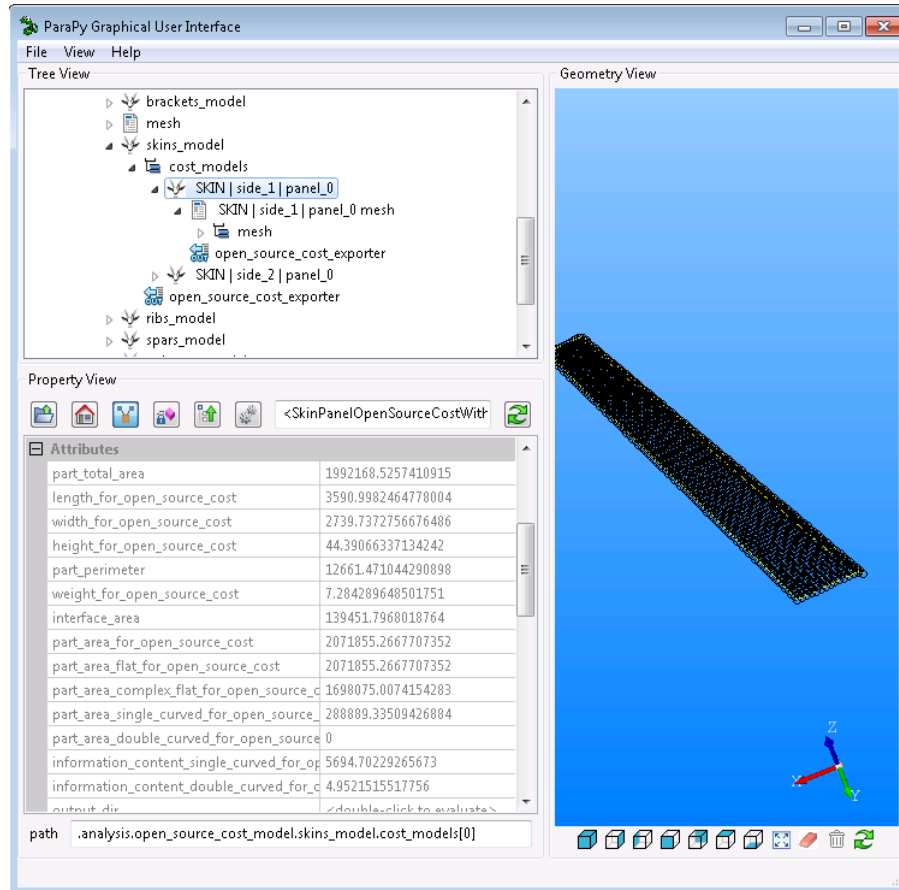 ParaPy Graphical User Interface
File View Help
Tree View
brackets_model
mesh
skins_model
cost_models
SKIN | side_1 | panel_0
SKIN | side_1 | panel_0 mesh
mesh
open_source_cost_exporter
SKIN | side_2 | panel_0
open_source_cost_exporter
ribs_model
spars_model
Property View
<SkinPanelOpenSourceCostWith
Attributes
part_total_area 1992168.5257410915
length_for_open_source_cost 3590.9982464778004
width_for_open_source_cost 2739.7372756676486
height_for_open_source_cost 44.39066337134242
part_perimeter 12661.471044290898
weight_for_open_source_cost 7.284289648501751
interface_area 139451.7968018764
part_area_for_open_source_cost 2071855.2667707352
part_area_flat_for_open_source_cost 2071855.2667707352
part_area_complex_flat_for_open_source_c 1698075.0074154283
part_area_single_curved_for_open_source_ 288889.33509426884
part_area_double_curved_for_open_source 0
information_content_single_curved_for_op 5694.70229265673
information_content_double_curved_for_c 4.9521515517756
output_dir <double-click to evaluate>
path .analysis.open_source_cost_model.skins_model.cost_models[0]
Geometry View
Z
X
Y